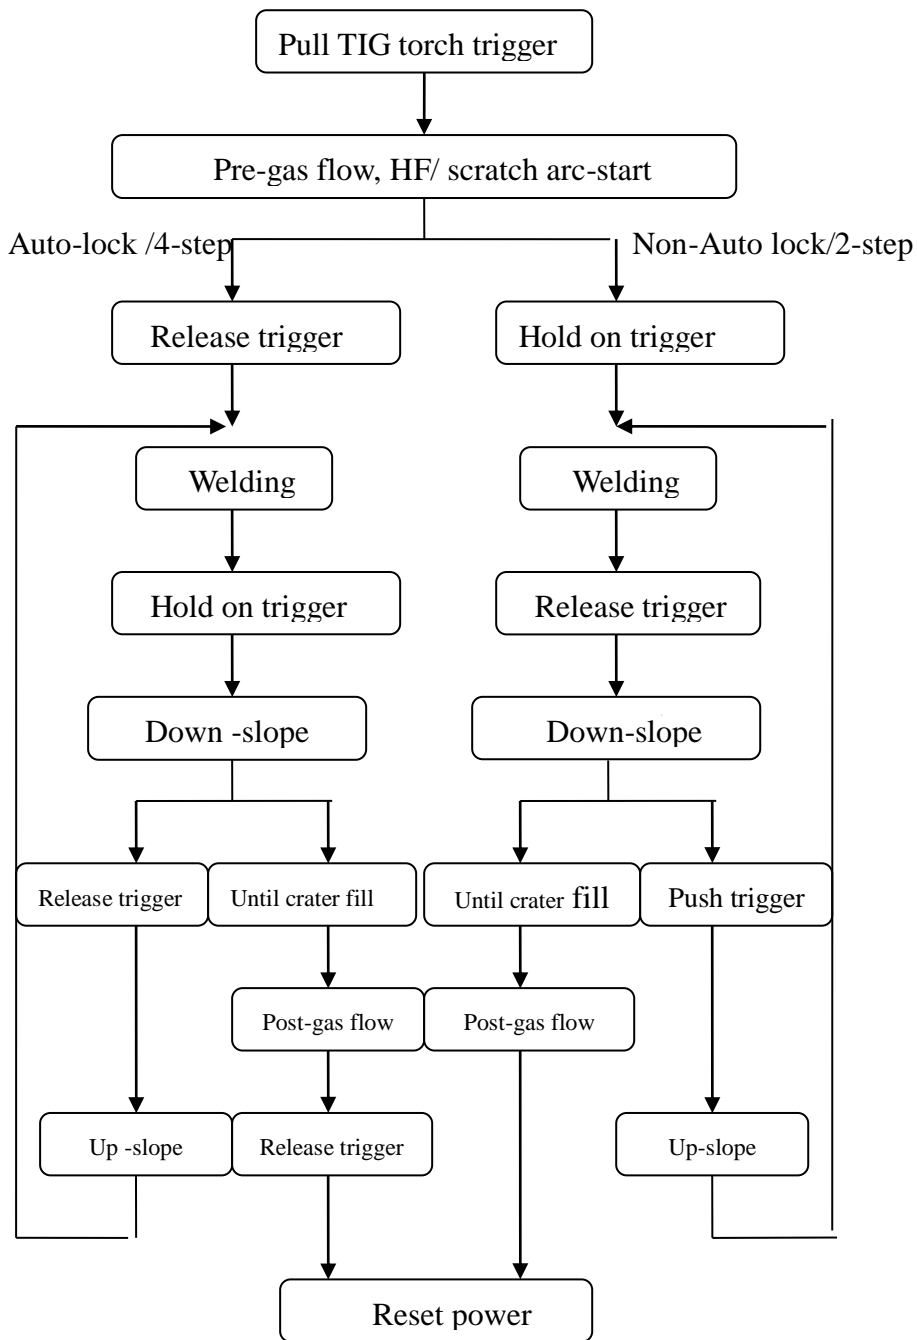 Pull TIG torch trigger
Pre-gas flow, HF/ scratch arc-start
Auto-lock /4-step
Non-Auto lock/2-step
Release trigger
Hold on trigger
Welding
Welding
Hold on trigger
Release trigger
Down -slope
Down-slope
Release trigger
Until crater fill
Until crater fill
Push trigger
Post-gas flow
Post-gas flow
Up -slope
Release trigger
Up-slope
Reset power